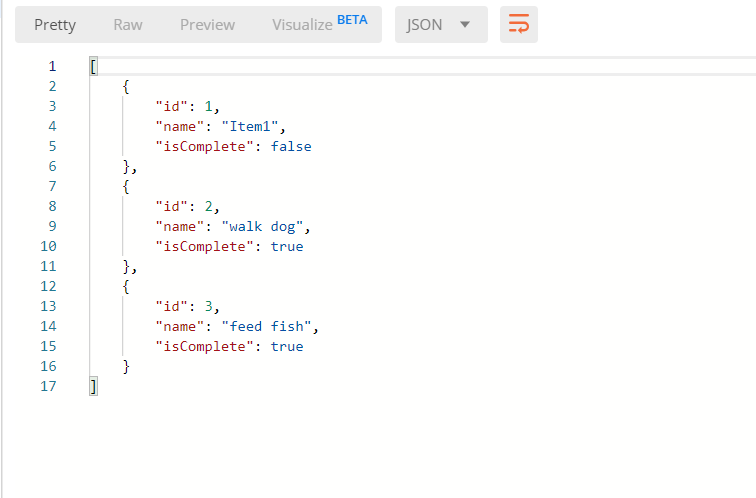 Pretty Raw Preview Visualize BETA JSON
1 [
2 {
3 "id": 1,
4 "name": "Item1",
5 "isComplete": false
6 },
7 {
8 "id": 2,
9 "name": "walk dog",
10 "isComplete": true
11 },
12 {
13 "id": 3,
14 "name": "feed fish",
15 "isComplete": true
16 }
17 ]